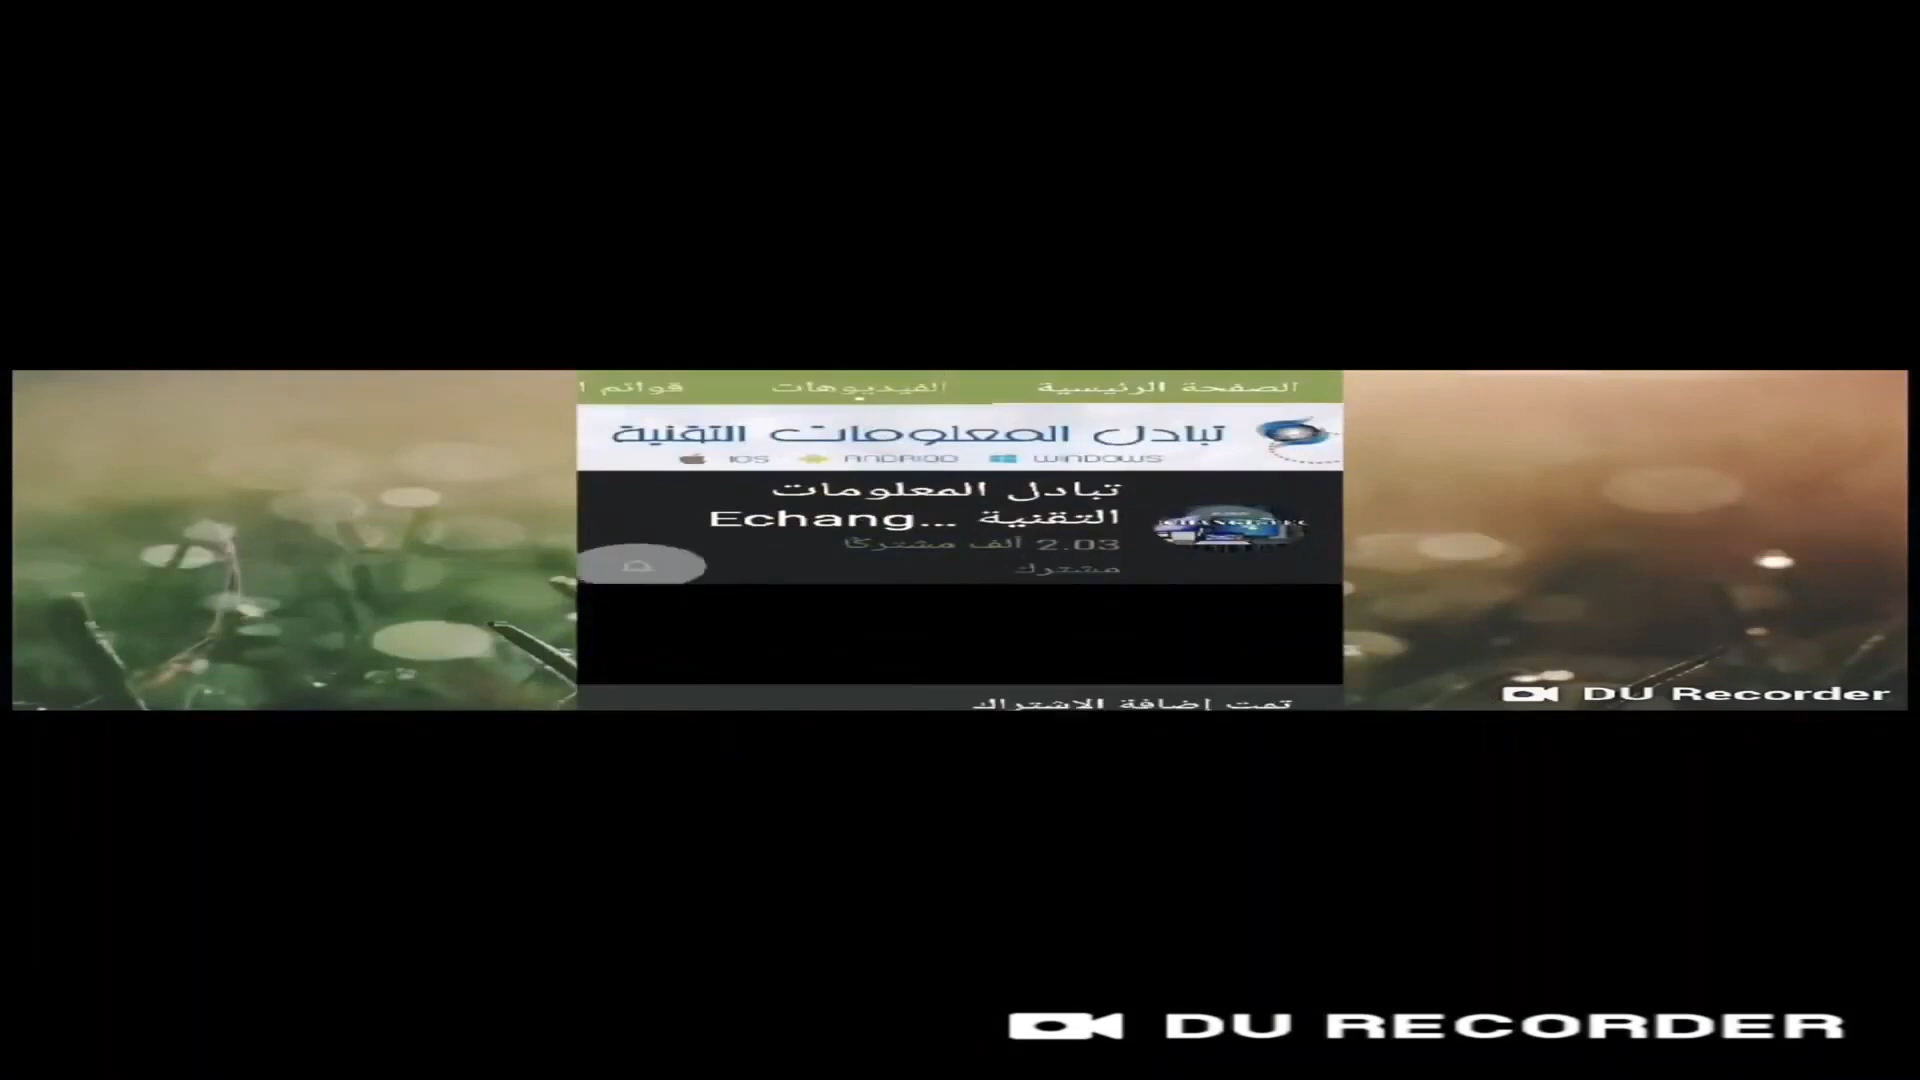 الصفحة الرئيسية الفيديوهات قوائم ا
تبادل المعلومات التقنية
WINDOWS ANDROID IOS
تبادل المعلومات
التقنية Echang...
2.03 ألف مشترك
مشترك
تمت إضافة الاشتراك
DU Recorder
DU RECORDER